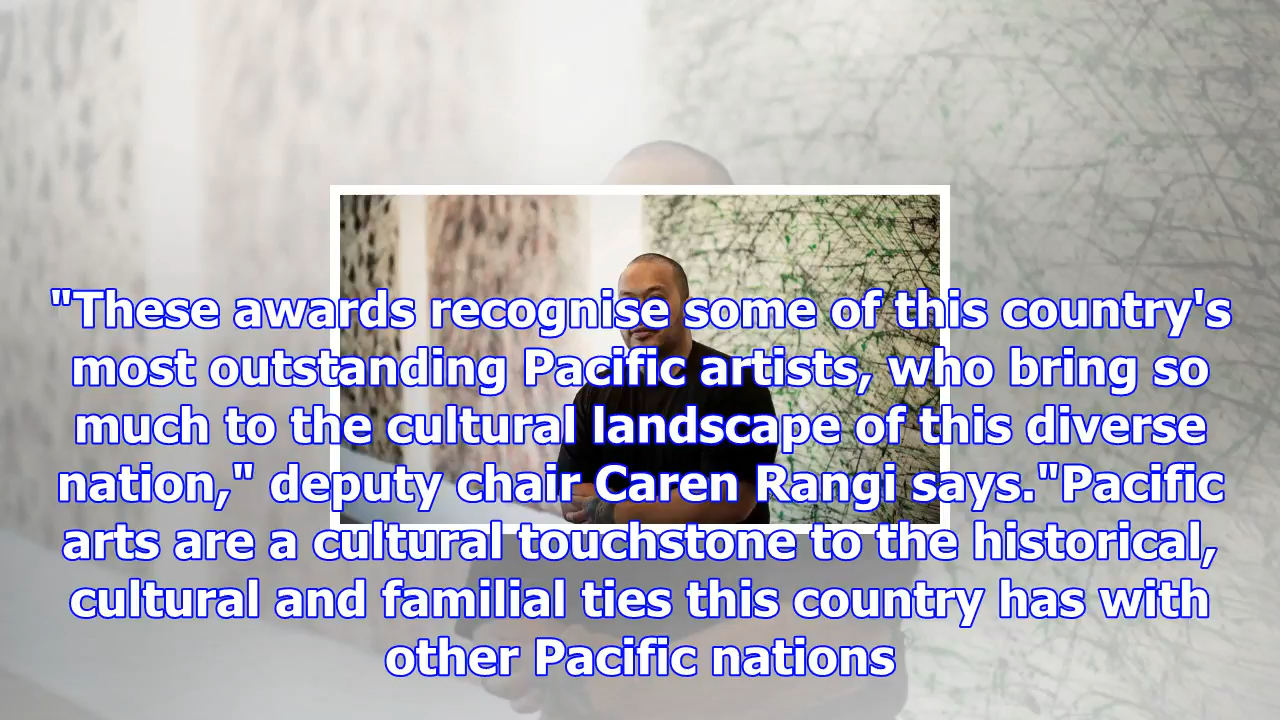 "These awards recognise some of this country's
most outstanding Pacific artists, who bring so
much to the cultural landscape of this diverse
nation," deputy chair Caren Rangi says."Pacific
arts are a cultural touchstone to the historical,
cultural and familial ties this country has with
other Pacific nations